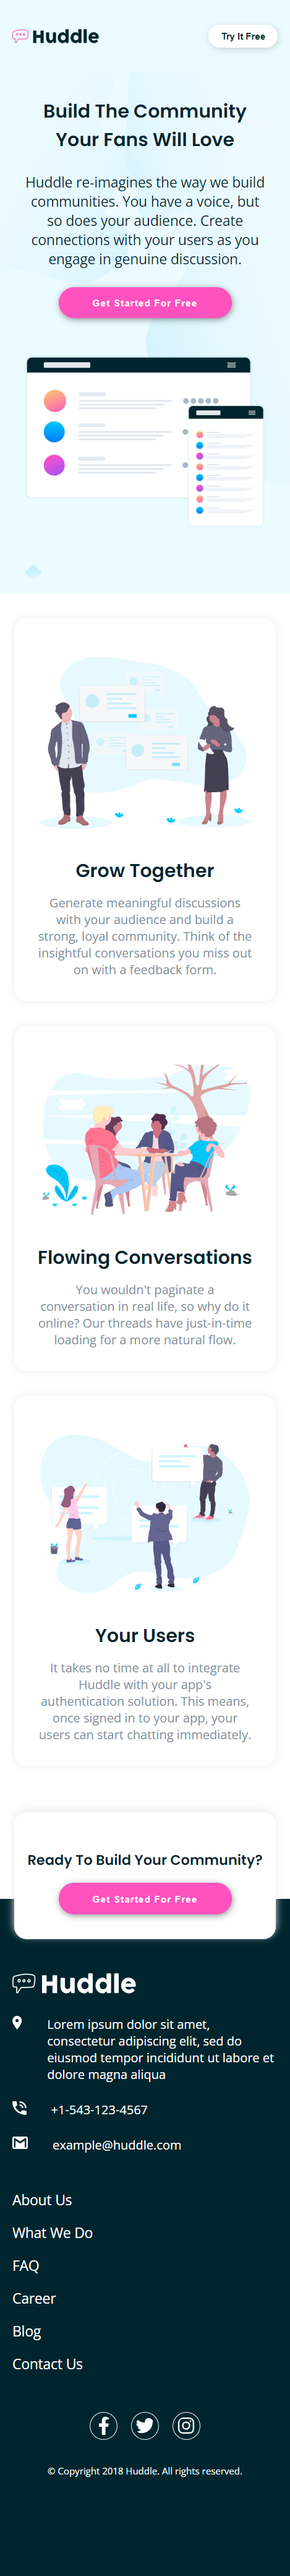 Huddle
Try It Free
Build The Community
Your Fans Will Love
Huddle re-imagines the way we build
communities. You have a voice, but
so does your audience. Create
connections with your users as you
engage in genuine discussion.
Get Started For Free
Grow Together
Generate meaningful discussions
with your audience and build a
strong, loyal community. Think of the
insightful conversations you miss out
on with a feedback form.
Flowing Conversations
You wouldn't paginate a
conversation in real life, so why do it
online? Our threads have just-in-time
loading for a more natural flow.
Your Users
It takes no time at all to integrate
Huddle with your app's
authentication solution. This means,
once signed in to your app, your
users can start chatting immediately.
Ready To Build Your Community?
Get Started For Free
Huddle
Lorem ipsum dolor sit amet,
consectetur adipiscing elit, sed do
eiusmod tempor incididunt ut labore et
dolore magna aliqua
+1-543-123-4567
example@huddle.com
About Us
What We Do
FAQ
Career
Blog
Contact Us
© Copyright 2018 Huddle. All rights reserved.